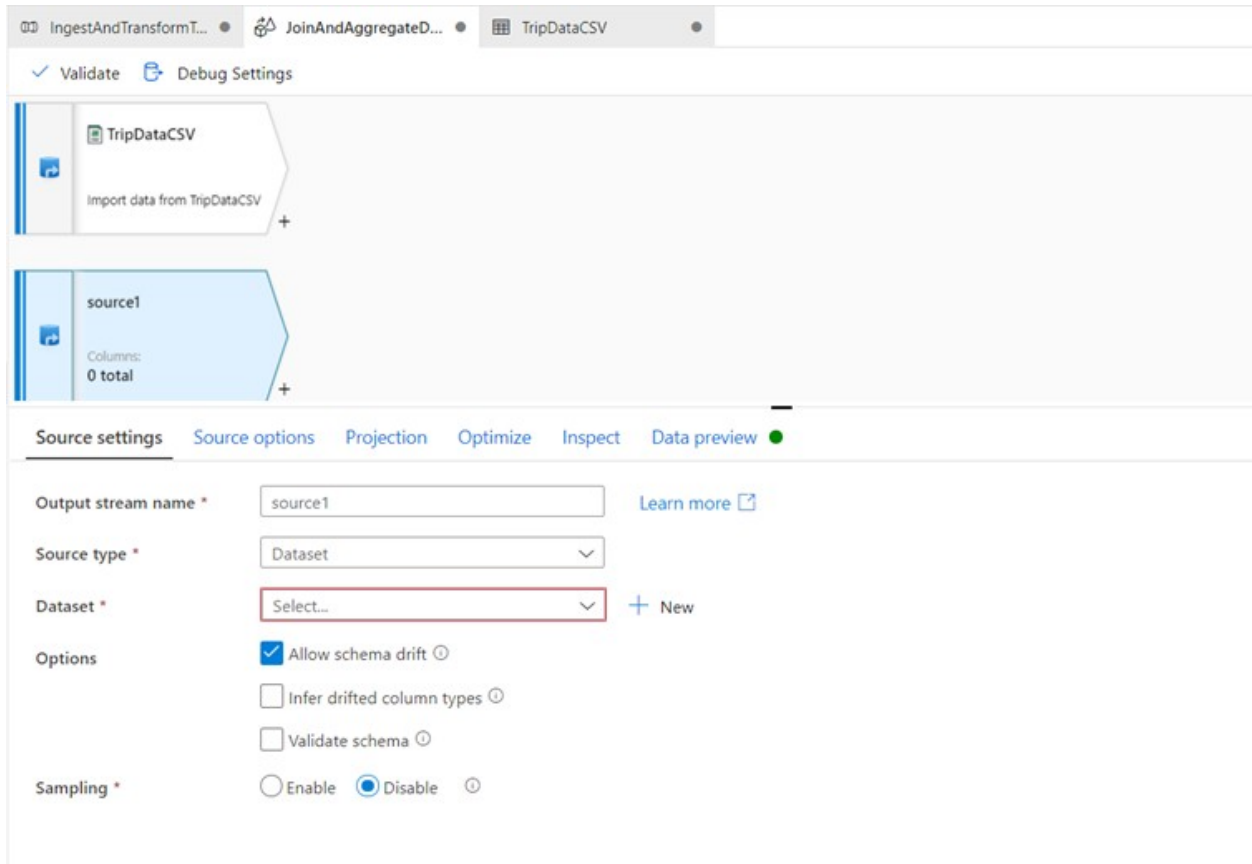 IngestAndTransformT...
JoinAndAggregateD...
TripDataCSV
Validate
Debug Settings
TripDataCSV
Import data from TripDataCSV
+
source1
Columns:
0 total
+
Source settings
Source options
Projection
Optimize
Inspect
Data preview
Output stream name *
source1
Learn more
Source type *
Dataset
Dataset *
Select...
+ New
Options
Allow schema drift
Infer drifted column types
Validate schema
Sampling *
Enable
Disable